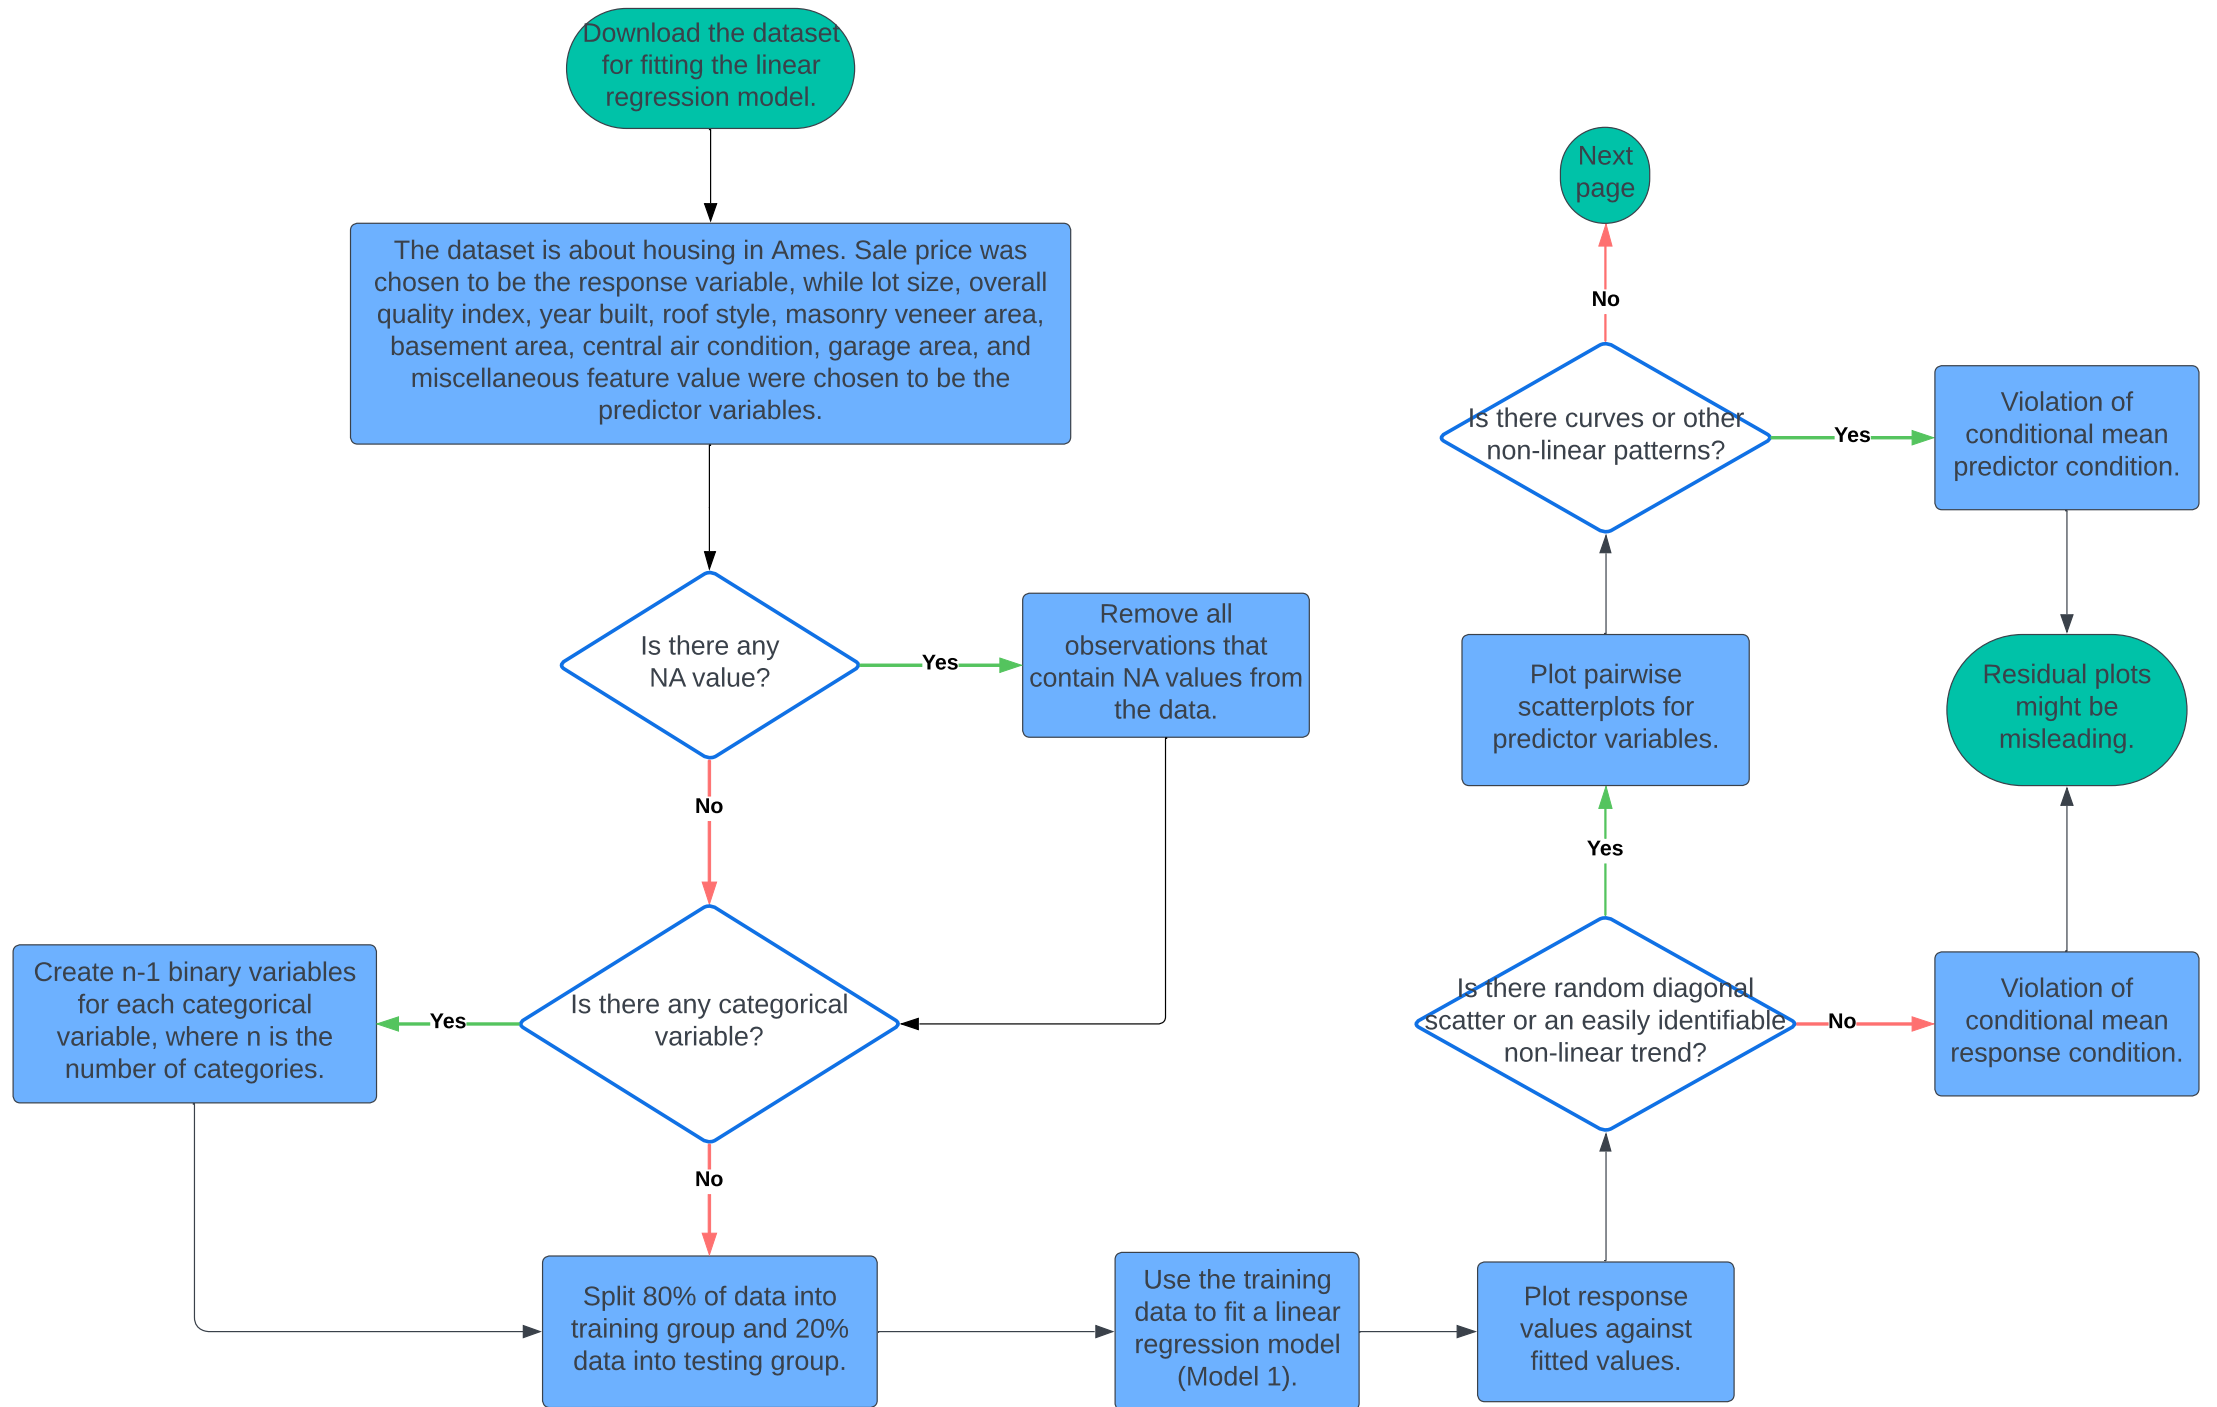 Download the dataset
for fitting the linear
regression model.
The dataset is about housing in Ames. Sale price was
chosen to be the response variable, while lot size, overall
quality index, year built, roof style, masonry veneer area,
basement area, central air condition, garage area, and
miscellaneous feature value were chosen to be the
predictor variables.
Is there any
NA value?
Yes
Remove all
observations that
contain NA values from
the data.
No
Is there any categorical
variable?
Yes
Create n-1 binary variables
for each categorical
variable, where n is the
number of categories.
No
Split 80% of data into
training group and 20%
data into testing group.
Use the training
data to fit a linear
regression model
(Model 1).
Plot response
values against
fitted values.
Is there random diagonal
scatter or an easily identifiable
non-linear trend?
No
Violation of
conditional mean
response condition.
Yes
Plot pairwise
scatterplots for
predictor variables.
Is there curves or other
non-linear patterns?
Yes
Violation of
conditional mean
predictor condition.
Residual plots
might be
misleading.
No
Next
page